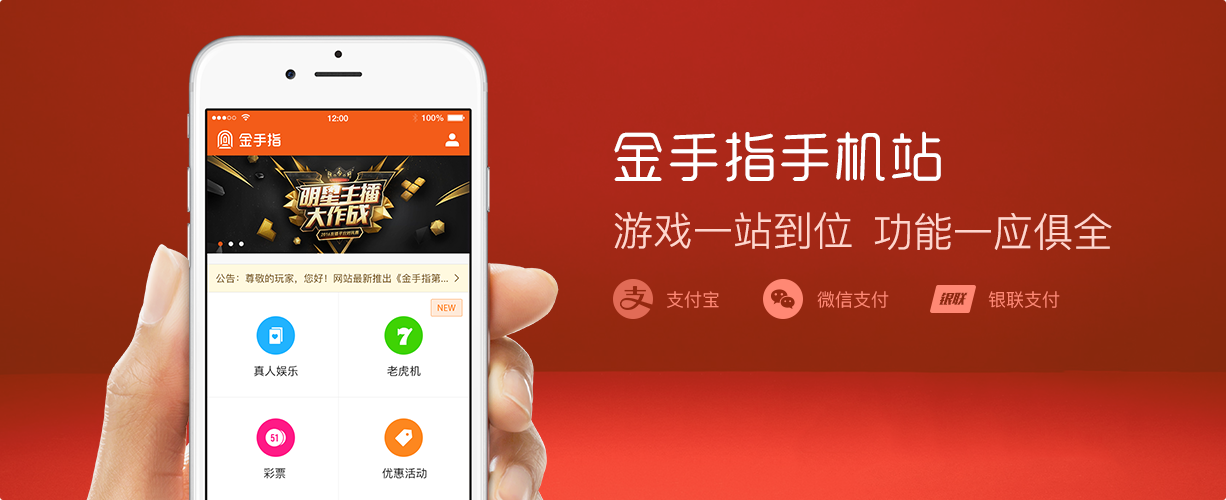 12:00
100%
金手指
明星主播
大作战
公告：尊敬的玩家，您好！网站最新推出《金手指第...
NEW
真人娱乐
老虎机
51
彩票
优惠活动
金手指手机站
游戏一站到位 功能一应俱全
支 支付宝
微信支付
银联 银联支付